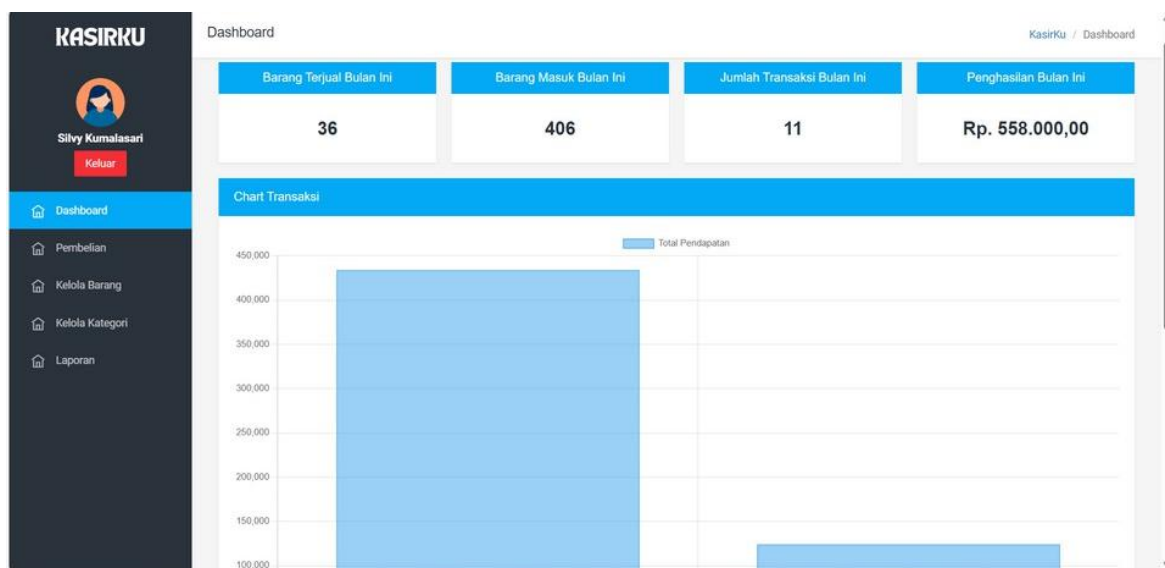 KASIRKU
Silvy Kumalasari
Keluar
Dashboard
Pembelian
Kelola Barang
Kelola Kategori
Laporan
Dashboard
KasirKu / Dashboard
Barang Terjual Bulan Ini
36
Barang Masuk Bulan Ini
406
Jumlah Transaksi Bulan Ini
11
Penghasilan Bulan Ini
Rp. 558.000,00
Chart Transaksi
Total Pendapatan
450,000
400,000
350,000
300,000
250,000
200,000
150,000
100,000